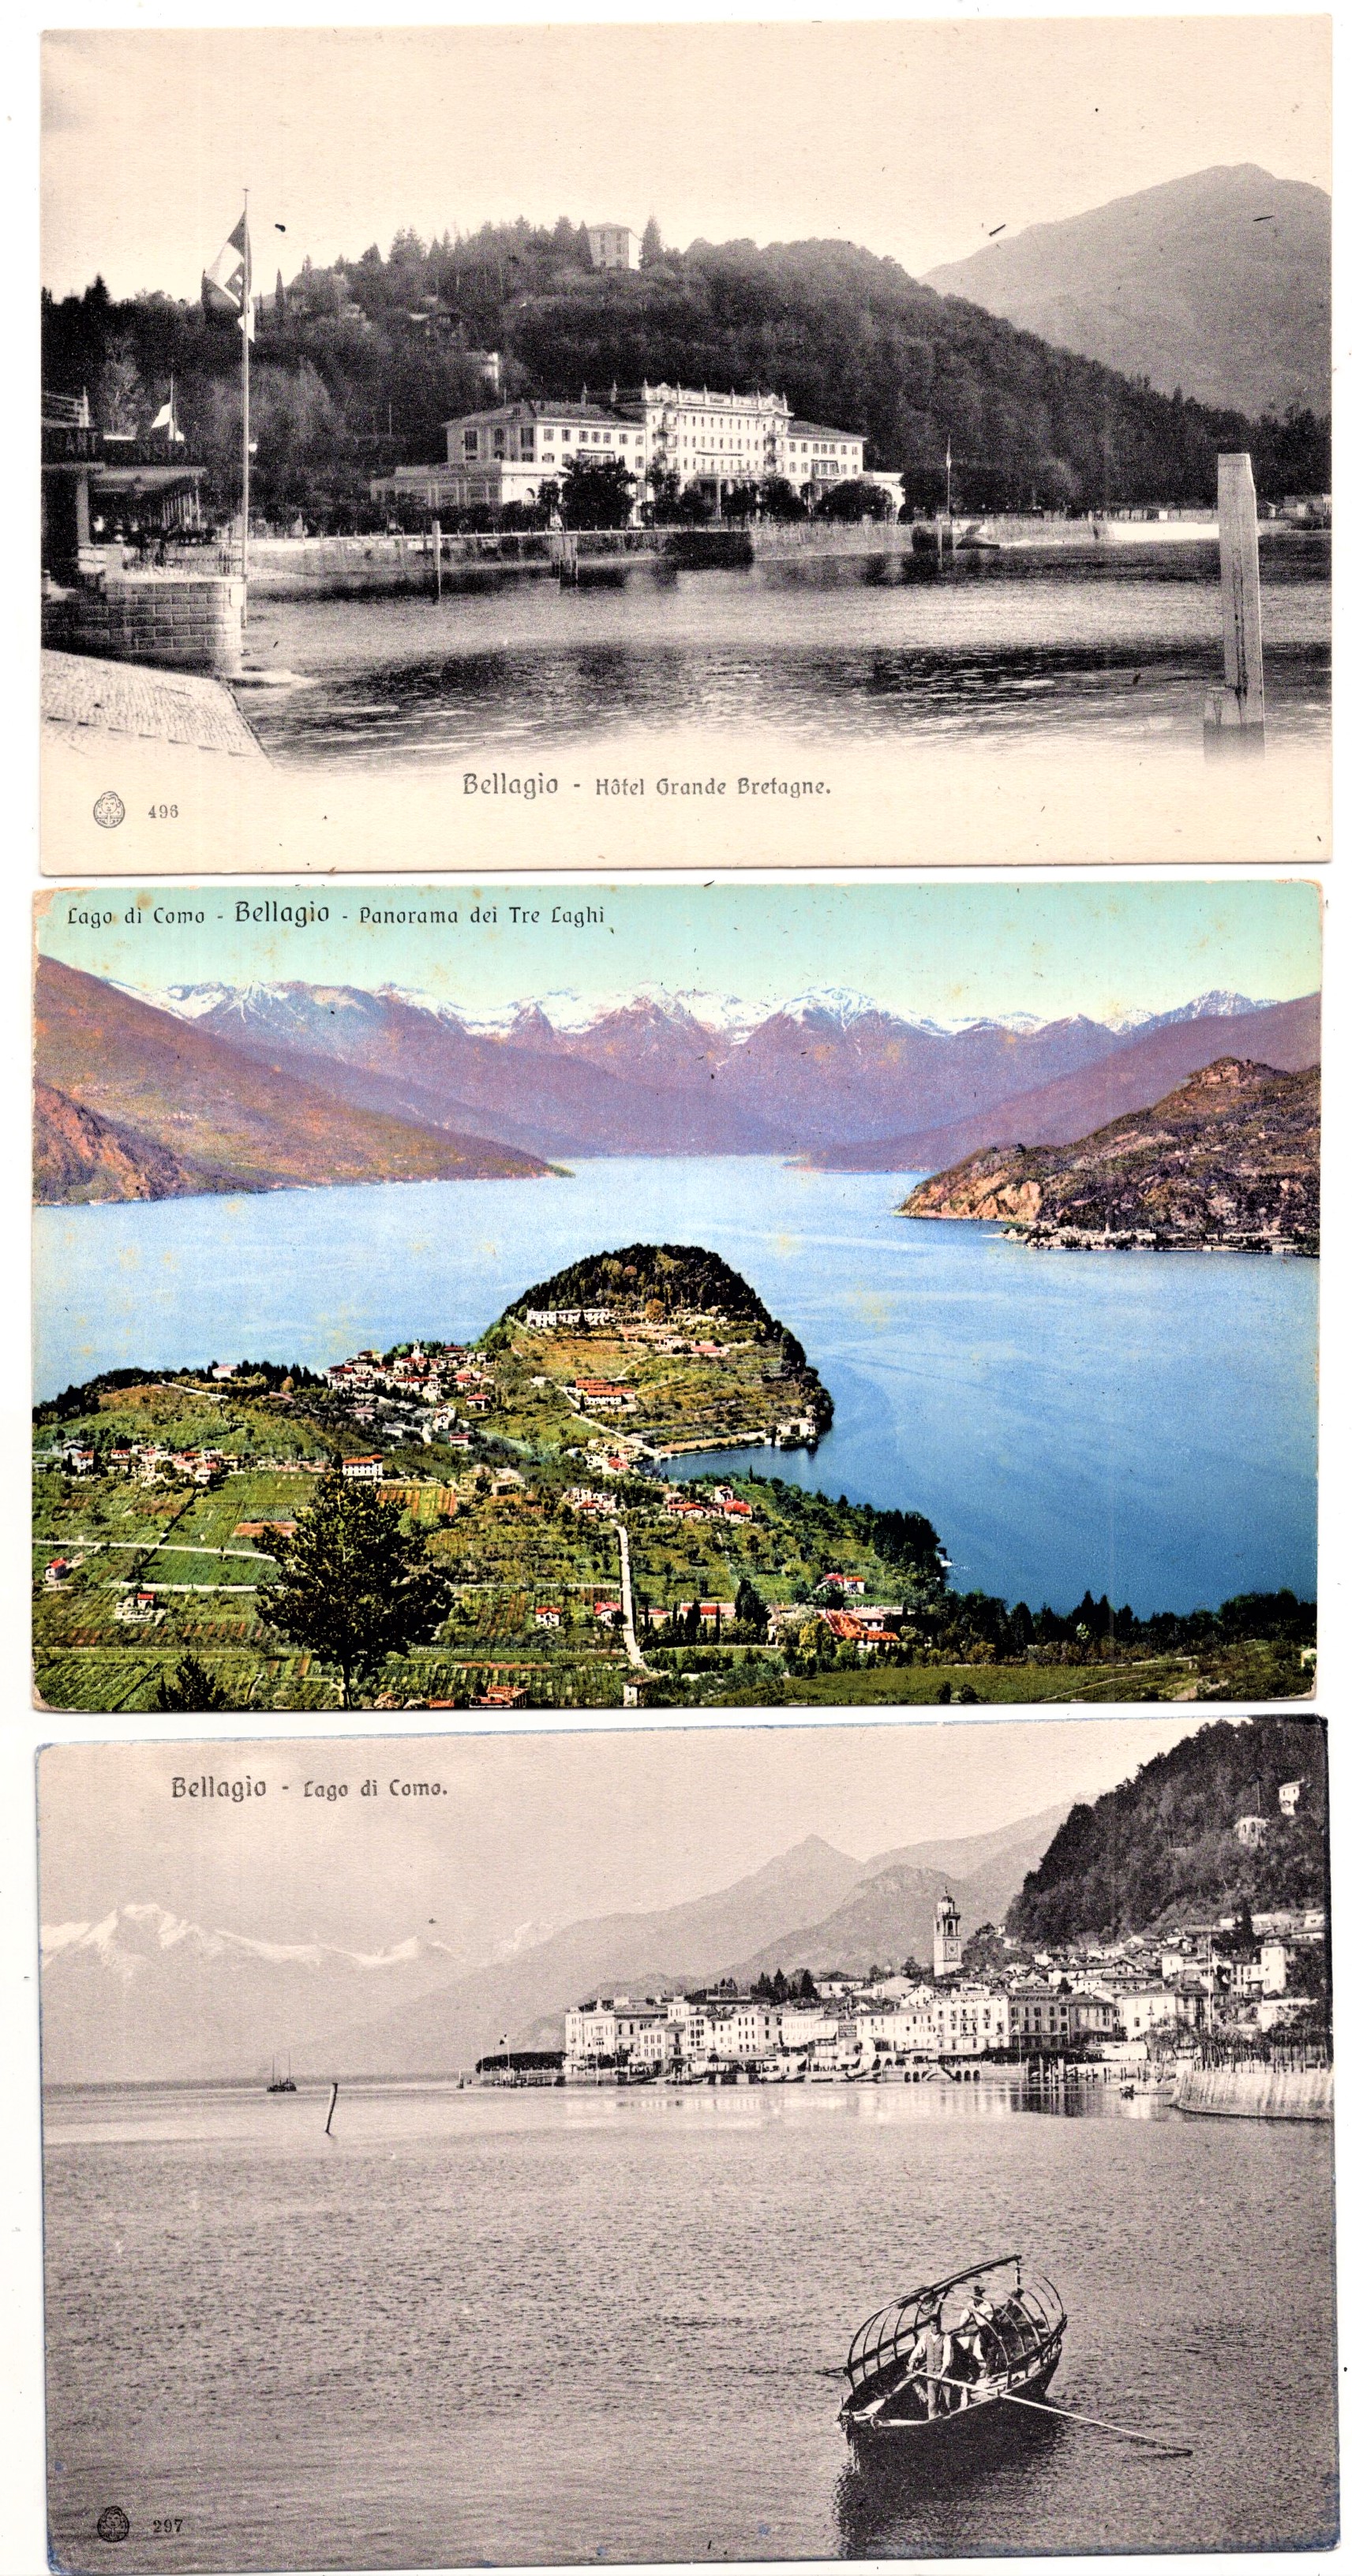 Bellagio - Hôtel Grande Bretagne.
496
Lago di Como - Bellagio - Panorama dei Tre Laghi
Bellagio - Lago di Como.
297